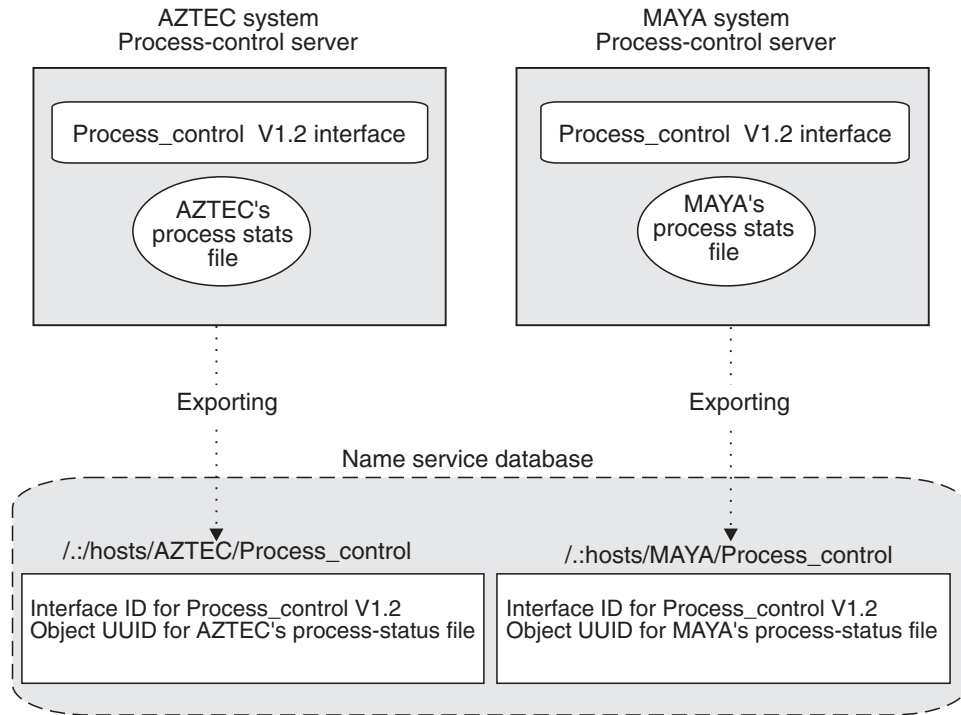 AZTEC system
Process-control server
MAYA system
Process-control server
Process_control V1.2 interface
Process_control V1.2 interface
AZTEC's
process stats
file
MAYA's
process stats
file
Exporting
Exporting
Name service database
/.:/hosts/AZTEC/Process_control
/.:hosts/MAYA/Process_control
Interface ID for Process_control V1.2
Object UUID for AZTEC's process-status file
Interface ID for Process_control V1.2
Object UUID for MAYA's process-status file